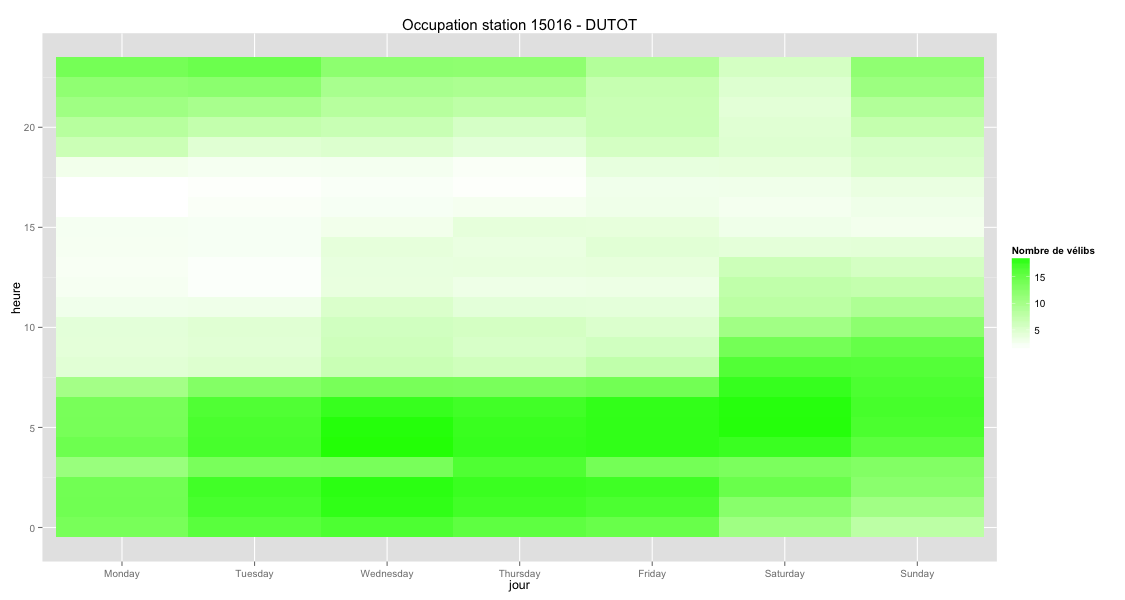 Occupation station 15016 - DUTOT
heure
20
15
10
5
0
Monday Tuesday Wednesday Thursday Friday Saturday Sunday
jour
Nombre de vélibs
15
10
5